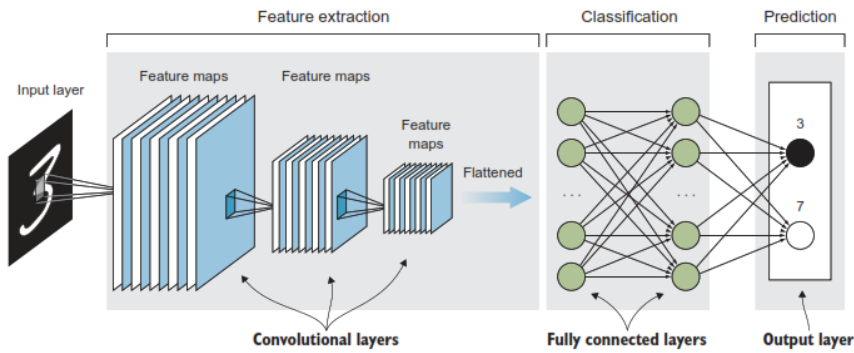 Feature extraction
Classification
Prediction
Input layer
Feature maps
Feature maps
Feature
maps
Flattened
3
3
7
. . .
. . .
Convolutional layers
Fully connected layers
Output layer